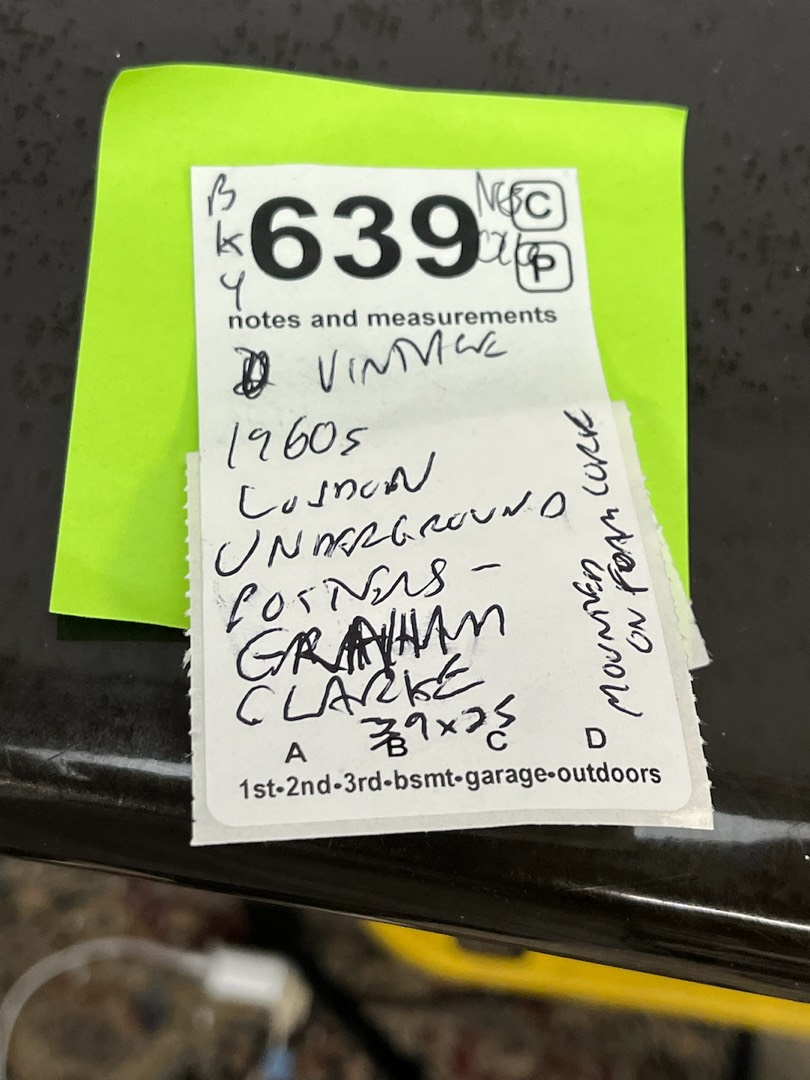 B
K
Y
639
C
P
notes and measurements
VINTAGE
1960s
LONDON
UNDERGROUND
POSTERS -
GRAHAM
CLARKE
39x25
MOUNTED
ON FOAM CORE
A B C D
1st-2nd-3rd-bsmt-garage-outdoors